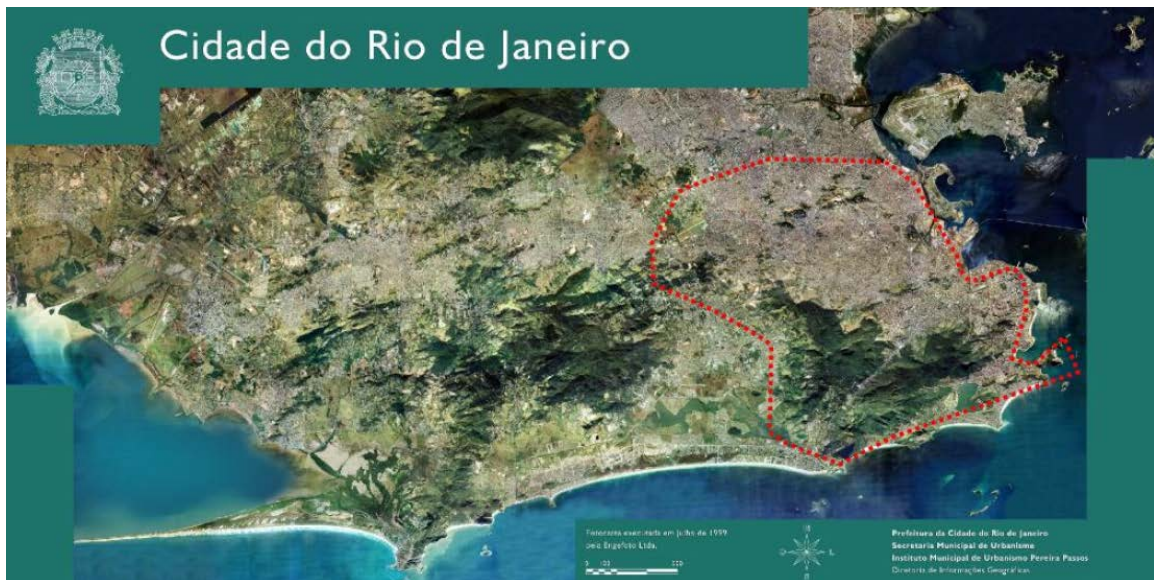 Cidade do Rio de Janeiro
Fotocarta executada em julho de 1999
pela Engefoto Ltda.
Prefeitura da Cidade do Rio de Janeiro
Secretaria Municipal de Urbanismo
Instituto Municipal de Urbanismo Pereira Passos
Diretoria de Informações Geográficas